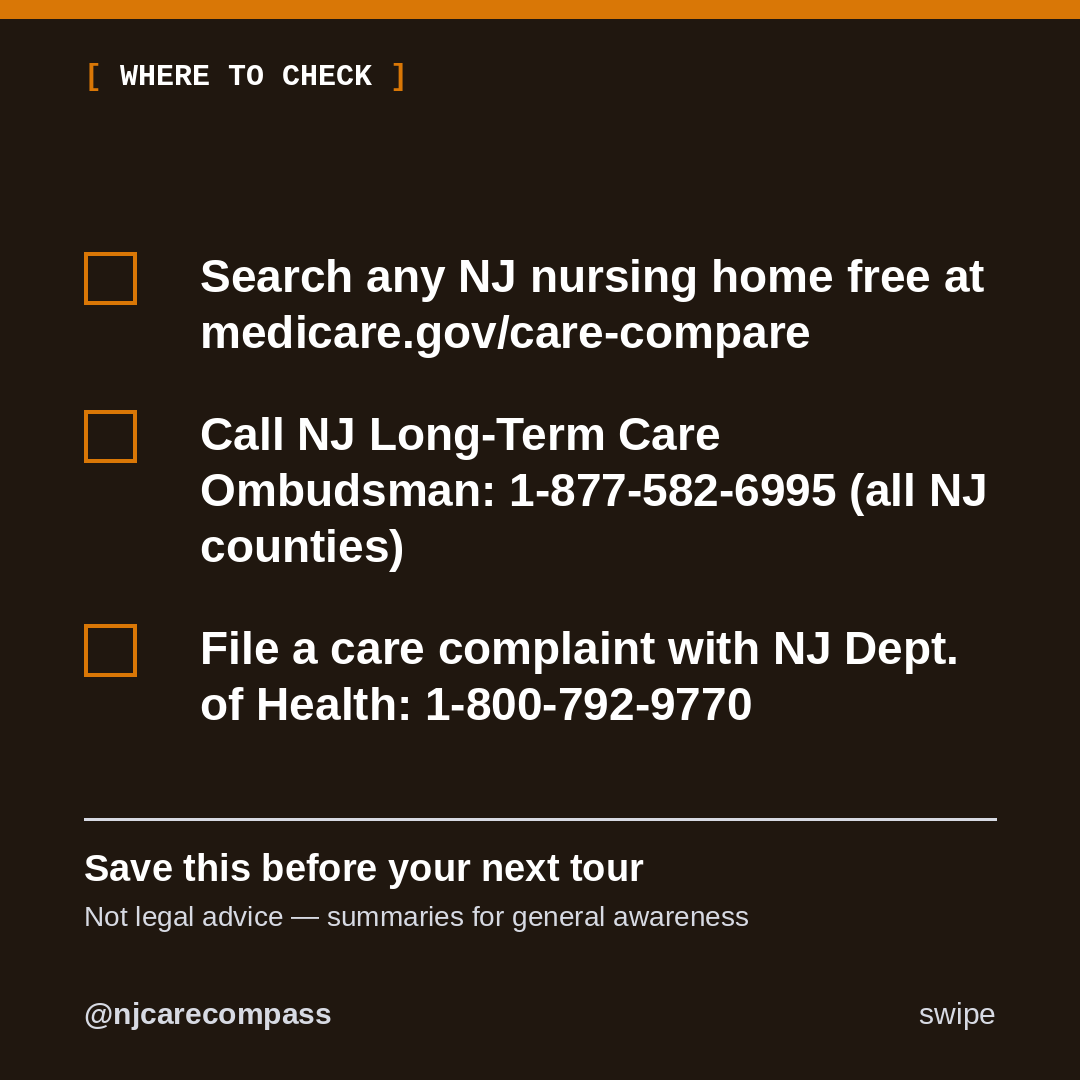 [ WHERE TO CHECK ]
Search any NJ nursing home free at
medicare.gov/care-compare
Call NJ Long-Term Care
Ombudsman: 1-877-582-6995 (all NJ
counties)
File a care complaint with NJ Dept.
of Health: 1-800-792-9770
Save this before your next tour
Not legal advice — summaries for general awareness
@njcarecompass
swipe